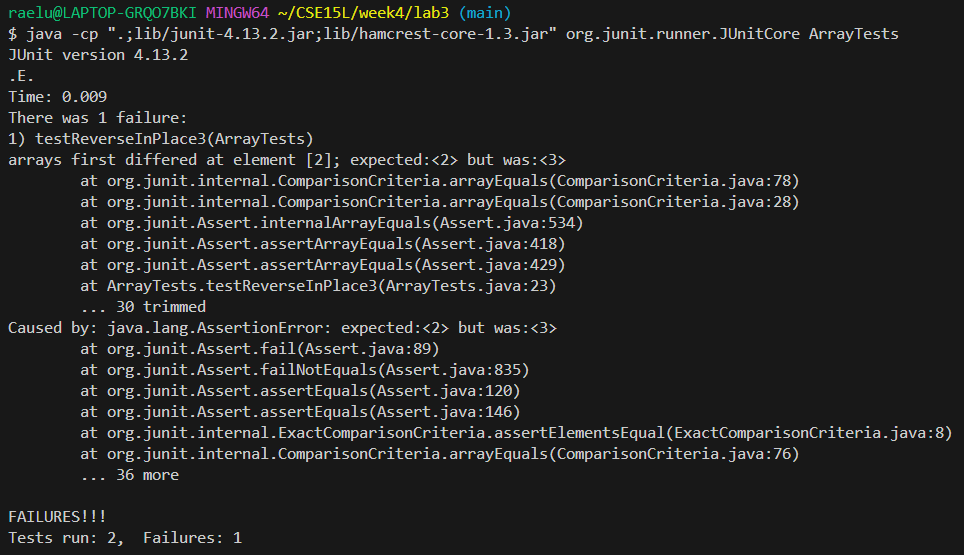 raelu@LAPTOP-GRQO7BKI MINGW64 ~/CSE15L/week4/lab3 (main)
$ java -cp ".;lib/junit-4.13.2.jar;lib/hamcrest-core-1.3.jar" org.junit.runner.JUnitCore ArrayTests
JUnit version 4.13.2
.E.
Time: 0.009
There was 1 failure:
1) testReverseInPlace3(ArrayTests)
arrays first differed at element [2]; expected:<2> but was:<3>
        at org.junit.internal.ComparisonCriteria.arrayEquals(ComparisonCriteria.java:78)
        at org.junit.internal.ComparisonCriteria.arrayEquals(ComparisonCriteria.java:28)
        at org.junit.Assert.internalArrayEquals(Assert.java:534)
        at org.junit.Assert.assertArrayEquals(Assert.java:418)
        at org.junit.Assert.assertArrayEquals(Assert.java:429)
        at ArrayTests.testReverseInPlace3(ArrayTests.java:23)
        ... 30 trimmed
Caused by: java.lang.AssertionError: expected:<2> but was:<3>
        at org.junit.Assert.fail(Assert.java:89)
        at org.junit.Assert.failNotEquals(Assert.java:835)
        at org.junit.Assert.assertEquals(Assert.java:120)
        at org.junit.Assert.assertEquals(Assert.java:146)
        at org.junit.internal.ExactComparisonCriteria.assertElementsEqual(ExactComparisonCriteria.java:8)
        at org.junit.internal.ComparisonCriteria.arrayEquals(ComparisonCriteria.java:76)
        ... 36 more

FAILURES!!!
Tests run: 2,  Failures: 1